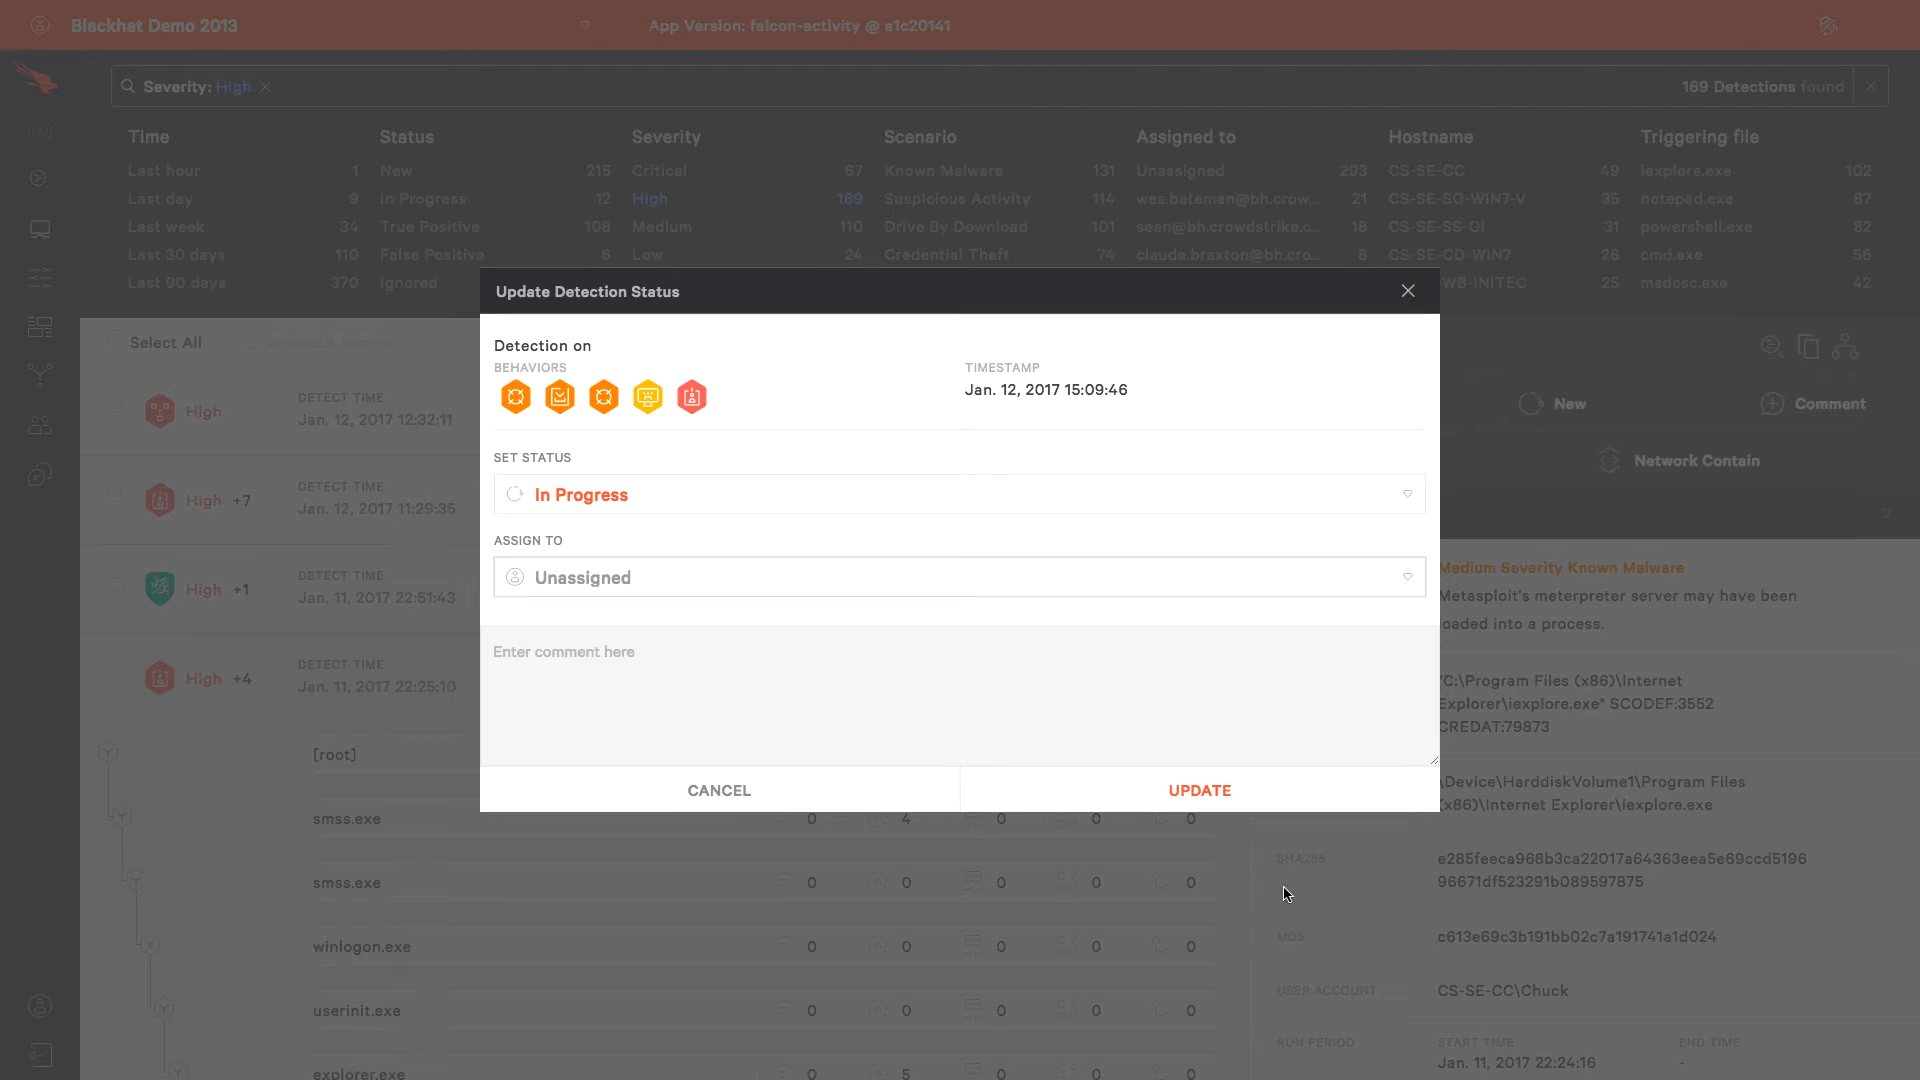 Blackhat Demo 2013
App Version: falcon-activity @ a1c20141
Severity: High
169 Detections found
Time Status Severity Scenario Assigned to Hostname Triggering file
Last hour 1 New 215 Critical 67 Known Malware 131 Unassigned 293 CS-SE-CC 49 iexplore.exe 102
Last day 9 In Progress 12 High 169 Suspicious Activity 114 wes.bateman@bh.crow... 21 CS-SE-SO-WIN7-V 35 notepad.exe 87
Last week 34 True Positive 108 Medium 110 Drive By Download 101 sean@bh.crowdstrike.c... 18 CS-SE-SS-GI 31 powershell.exe 82
Last 30 days 110 False Positive 6 Low 24 Credential Theft 74 claude.braxton@bh.cro... 8 CS-SE-CD-WIN7 26 cmd.exe 56
Last 90 days 370 Ignored WB-INITEC 25 msdcsc.exe 42
Update Detection Status
Select All
Detection on
BEHAVIORS
TIMESTAMP
Jan. 12, 2017 15:09:46
SET STATUS
In Progress
ASSIGN TO
Unassigned
Enter comment here
CANCEL
UPDATE
High
DETECT TIME
Jan. 12, 2017 12:32:11
High +7
DETECT TIME
Jan. 12, 2017 11:29:35
High +1
DETECT TIME
Jan. 11, 2017 22:51:43
High +4
DETECT TIME
Jan. 11, 2017 22:25:10
[root]
smss.exe 0 4 0 0 0
smss.exe 0 0 0 0 0
winlogon.exe 0 0 0 0 0
userinit.exe 0 0 0 0 0
explorer.exe 0 5 0 0 0
New
Comment
Network Contain
Medium Severity Known Malware
Metasploit's meterpreter server may have been
oaded into a process.
"C:\Program Files (x86)\Internet
Explorer\iexplore.exe" SCODEF:3552
CREDAT:79873
\Device\HarddiskVolume1\Program Files
(x86)\Internet Explorer\iexplore.exe
SHA256
e285feeca968b3ca22017a64363eea5e69ccd5196
96671df523291b089597875
MD5
c613e69c3b191bb02c7a191741a1d024
USER ACCOUNT
CS-SE-CC\Chuck
RUN PERIOD
START TIME
END TIME
Jan. 11, 2017 22:24:16
-